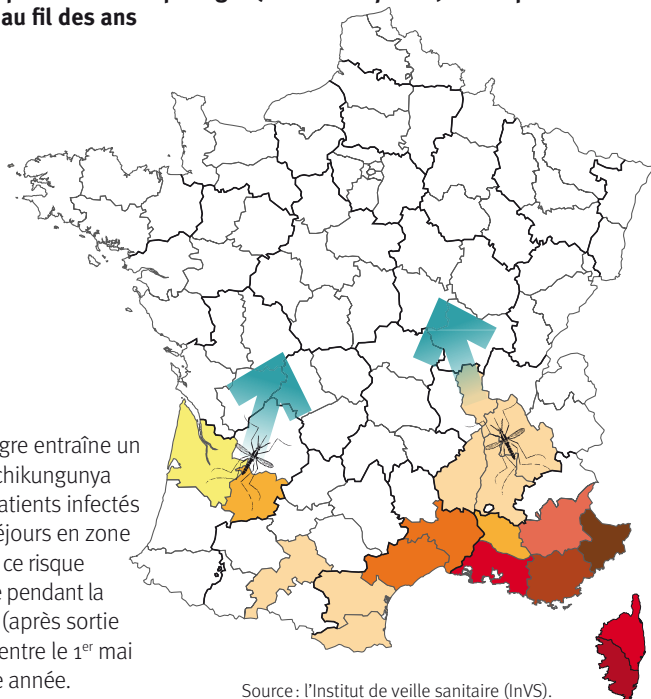 au fil des ans
gre entraîne un
chikungunya
atients infectés
éjours en zone
ce risque
e pendant la
(après sortie
entre le 1er mai
e année.
Source : l'Institut de veille sanitaire (InVS).